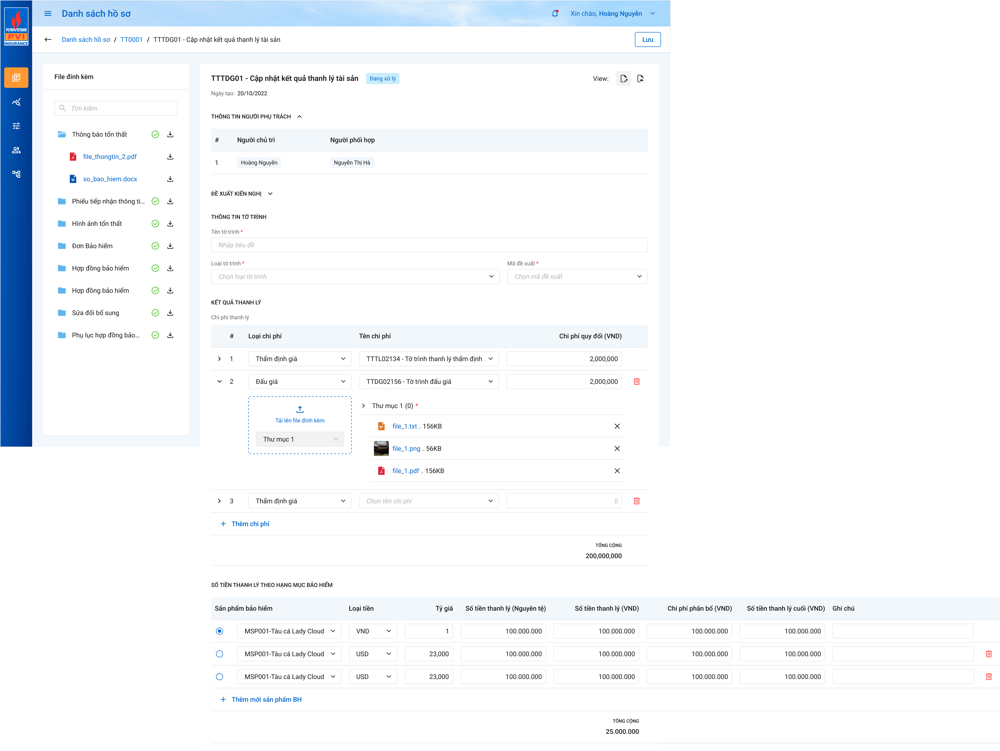 PETROVIETNAM
PVI
INSURANCE
Danh sách hồ sơ
Xin chào, Hoàng Nguyễn
Danh sách hồ sơ / TT0001 / TTTDG01 - Cập nhật kết quả thanh lý tài sản
Lưu
File đính kèm
Tìm kiếm
Thông báo tổn thất
file_thongtin_2.pdf
so_bao_hiem.docx
Phiếu tiếp nhận thông ti...
Hình ảnh tổn thất
Đơn Bảo hiểm
Hợp đồng bảo hiểm
Hợp đồng bảo hiểm
Sửa đổi bổ sung
Phụ lục hợp đồng bảo...
TTTDG01 - Cập nhật kết quả thanh lý tài sản Đang xử lý
View:
Ngày tạo: 20/10/2022
THÔNG TIN NGƯỜI PHỤ TRÁCH
# Người chủ trì Người phối hợp
1 Hoàng Nguyễn Nguyễn Thị Hà
ĐỀ XUẤT KIẾN NGHỊ
THÔNG TIN TỜ TRÌNH
Tên tờ trình *
Nhập tiêu đề
Loại tờ trình * Mã đề xuất *
Chọn loại tờ trình Chọn mã đề xuất
KẾT QUẢ THANH LÝ
Chi phí thanh lý
# Loại chi phí Tên chi phí Chi phí quy đổi (VND)
1 Thẩm định giá TTTL02134 - Tờ trình thanh lý thẩm định 2,000,000
2 Đấu giá TTDG02156 - Tờ trình đấu giá 2,000,000
Tải lên file đính kèm
Thư mục 1
Thư mục 1 (0) *
file_1.txt . 156KB
file_1.png . 56KB
file_1.pdf . 156KB
3 Thẩm định giá Chọn tên chi phí 0
+ Thêm chi phí
TỔNG CỘNG
200,000,000
SỐ TIỀN THANH LÝ THEO HẠNG MỤC BẢO HIỂM
Sản phẩm bảo hiểm Loại tiền Tỷ giá Số tiền thanh lý (Nguyên tệ) Số tiền thanh lý (VND) Chi phí phân bổ (VND) Số tiền thanh lý cuối (VND) Ghi chú
MSP001-Tàu cá Lady Cloud VND 1 100.000.000 100.000.000 100.000.000 100.000.000
MSP001-Tàu cá Lady Cloud USD 23,000 100.000.000 100.000.000 100.000.000 100.000.000
MSP001-Tàu cá Lady Cloud USD 23,000 100.000.000 100.000.000 100.000.000 100.000.000
+ Thêm mới sản phẩm BH
TỔNG CỘNG
25.000.000